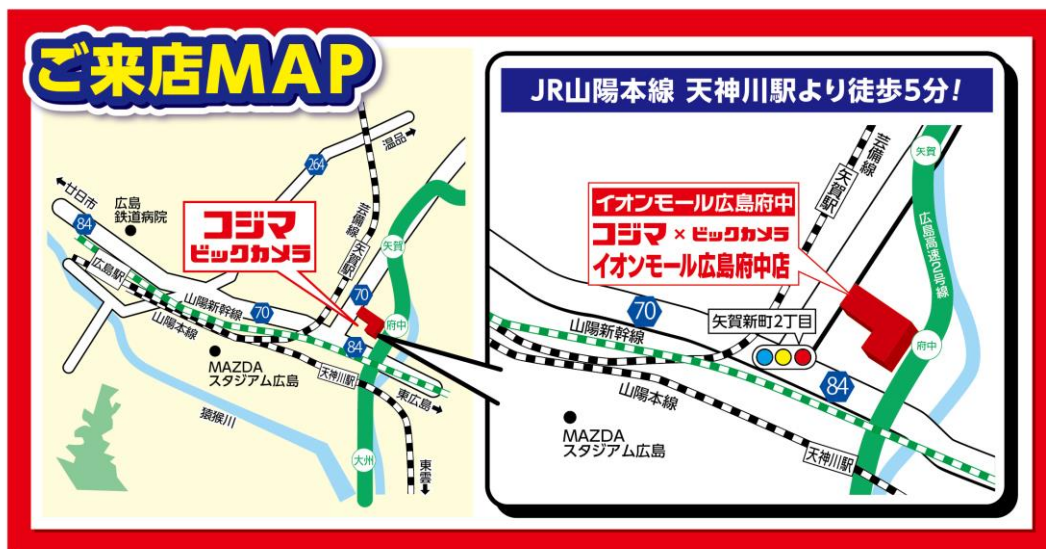 ご来店MAP
JR山陽本線 天神川駅より徒歩5分!
温品
264
廿日市
84
広島
鉄道病院
コジマ
ビックカメラ
芸備線
矢賀駅
矢賀
広島駅
山陽新幹線
70
70
山陽本線
府中
84
MAZDA
スタジアム広島
天神川駅
東広島
猿猴川
大州
東雲
芸備線
矢賀駅
矢賀
イオンモール広島府中
コジマ×ビックカメラ
イオンモール広島府中店
広島高速2号線
70
矢賀新町2丁目
山陽新幹線
府中
84
山陽本線
MAZDA
スタジアム広島
天神川駅